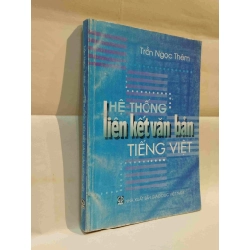 Trần Ngọc Thêm
HỆ THỐNG
liên kết văn bản
TIẾNG VIỆT